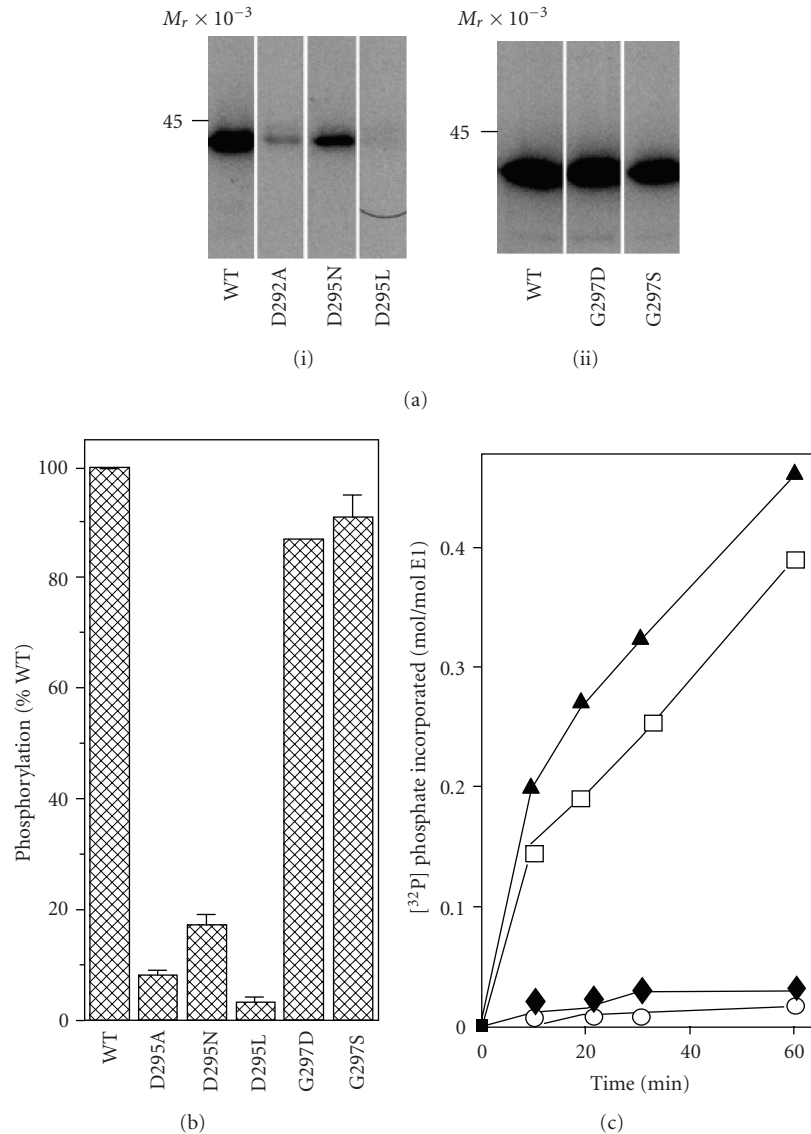 M_r × 10⁻³
45
WT
D292A
D295N
D295L
(i)
M_r × 10⁻³
45
WT
G297D
G297S
(ii)
(a)
Phosphorylation (% WT)
100
80
60
40
20
0
WT
D295A
D295N
D295L
G297D
G297S
(b)
[³²P] phosphate incorporated (mol/mol E1)
0.4
0.3
0.2
0.1
0
0
20
40
60
Time (min)
(c)